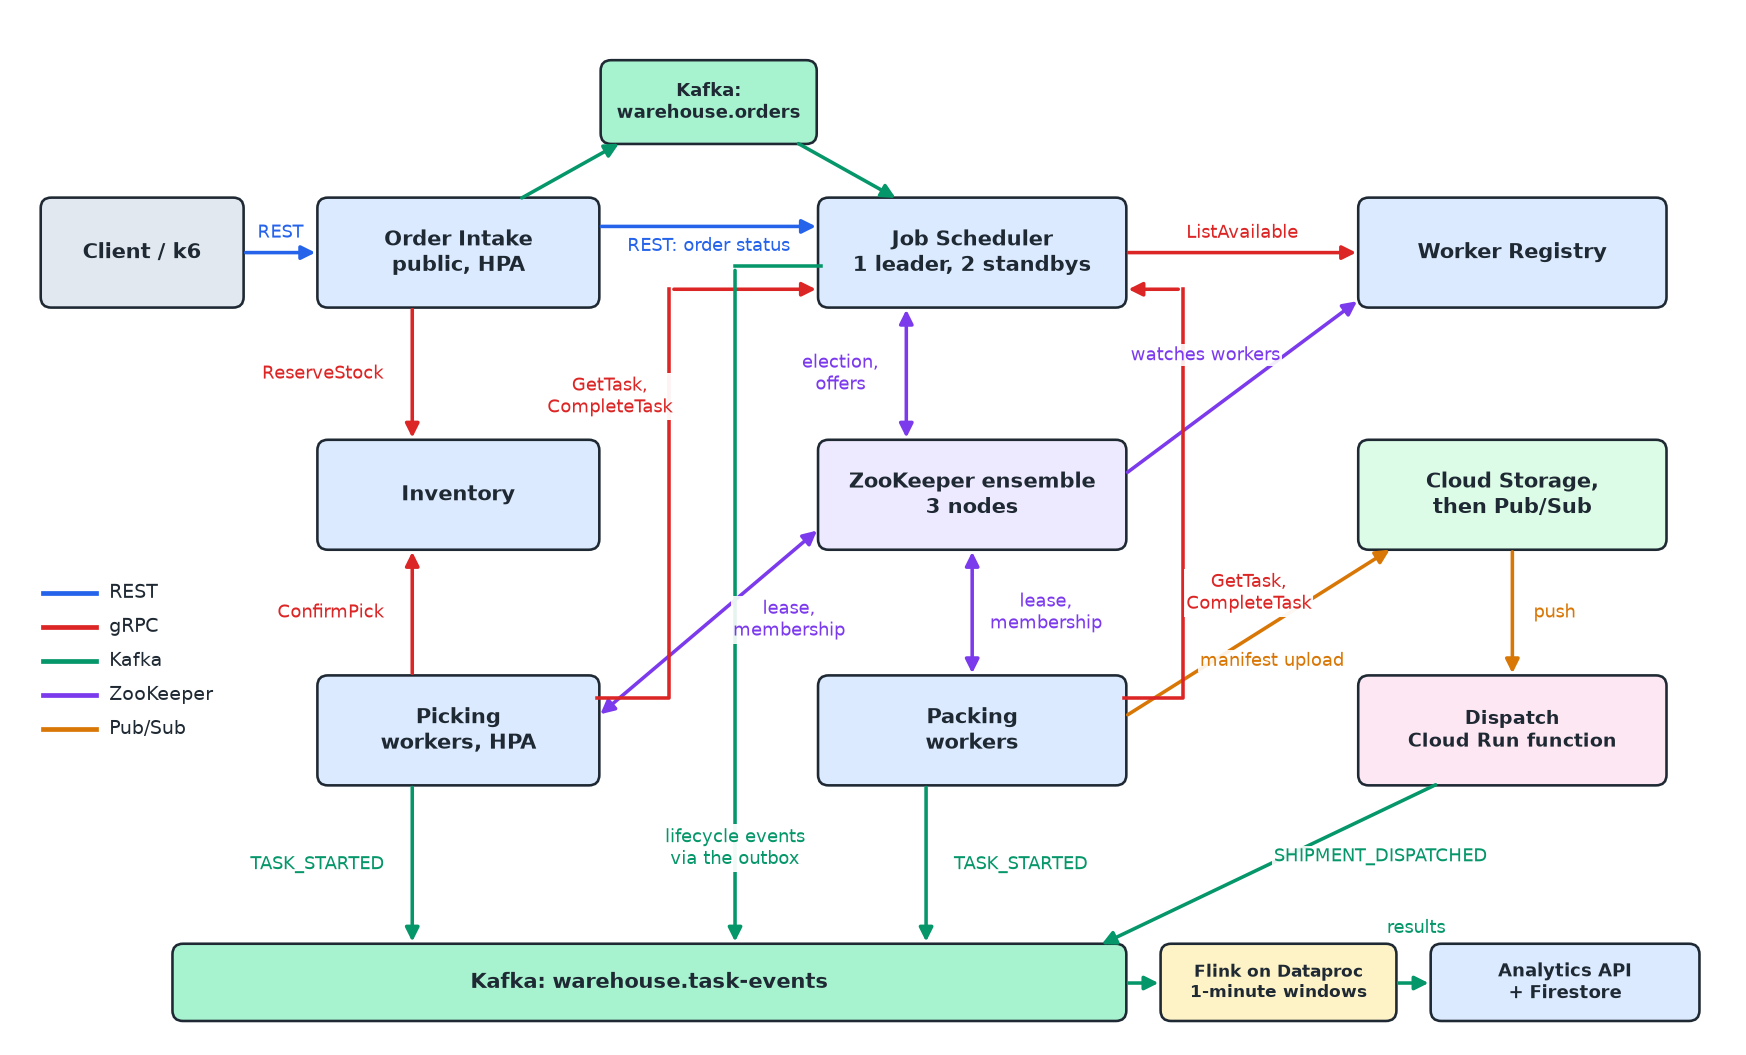 Kafka:
warehouse.orders
Client / k6
REST
Order Intake
public, HPA
REST: order status
Job Scheduler
1 leader, 2 standbys
ListAvailable
Worker Registry
ReserveStock
GetTask,
CompleteTask
election,
offers
watches workers
Inventory
ZooKeeper ensemble
3 nodes
Cloud Storage,
then Pub/Sub
REST
gRPC
Kafka
ZooKeeper
Pub/Sub
ConfirmPick
lease,
membership
lease,
membership
GetTask,
CompleteTask
manifest upload
push
Picking
workers, HPA
Packing
workers
Dispatch
Cloud Run function
TASK_STARTED
lifecycle events
via the outbox
TASK_STARTED
SHIPMENT_DISPATCHED
results
Kafka: warehouse.task-events
Flink on Dataproc
1-minute windows
Analytics API
+ Firestore